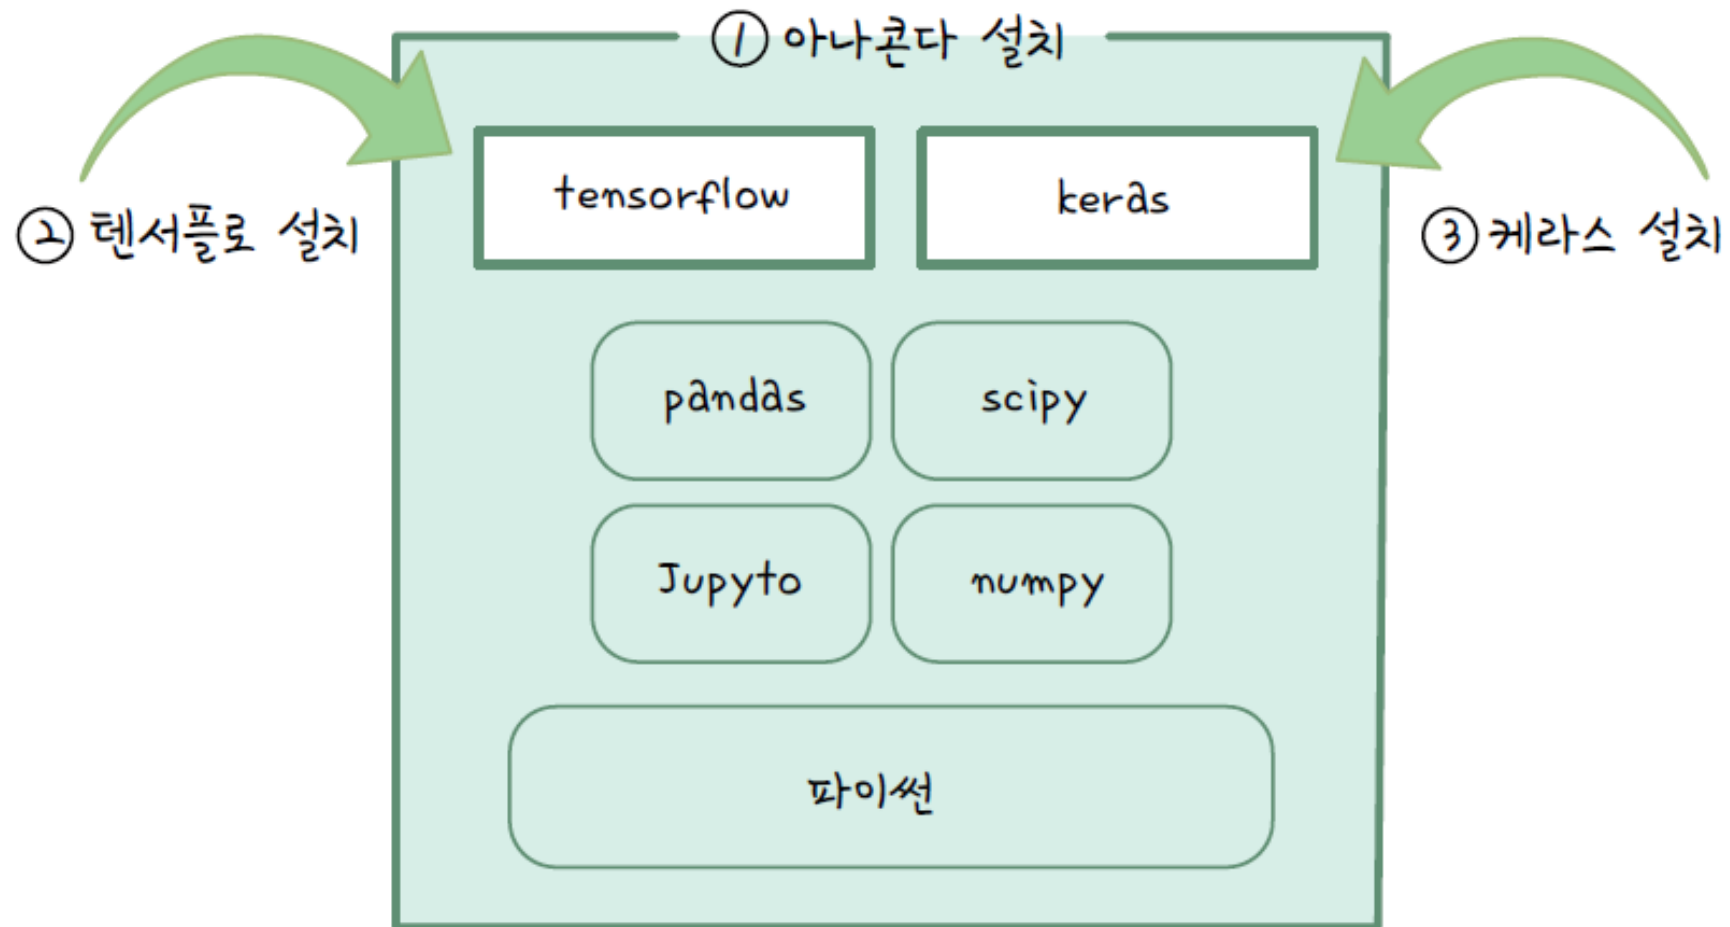 ① 아나콘다 설치
tensorflow
keras
② 텐서플로 설치
③ 케라스 설치
pandas
scipy
Jupyto
numpy
파이썬